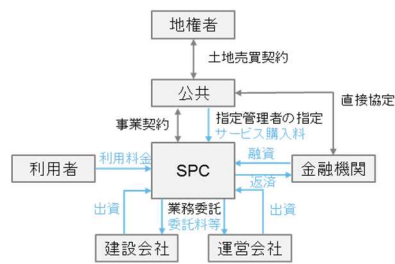 地権者
土地売買契約
公共
直接協定
事業契約
指定管理者の指定
サービス購入料
利用者
利用料金
SPC
融資
返済
金融機関
出資
業務委託
委託料等
出資
建設会社
運営会社